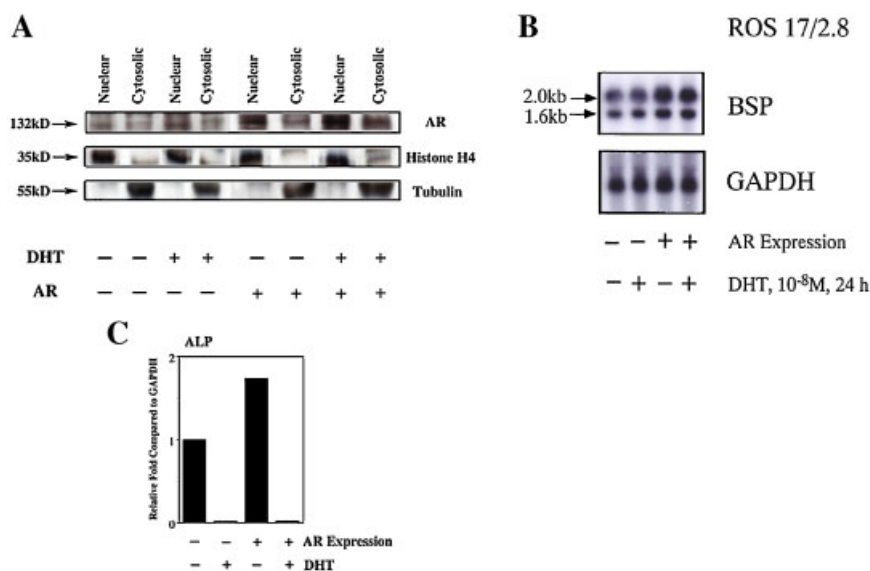 A
Nuclear
Cytosolic
Nuclear
Cytosolic
Nuclear
Cytosolic
Nuclear
Cytosolic
132kD AR
35kD Histone H4
55kD Tubulin
DHT − − + + − − + +
AR − − − − + + + +
B
ROS 17/2.8
2.0kb
1.6kb
BSP
GAPDH
− − + + AR Expression
− + − + DHT, 10⁻⁸M, 24 h
C
ALP
Relative Fold Compared to GAPDH
2
1
0
− − + + AR Expression
− + − + DHT